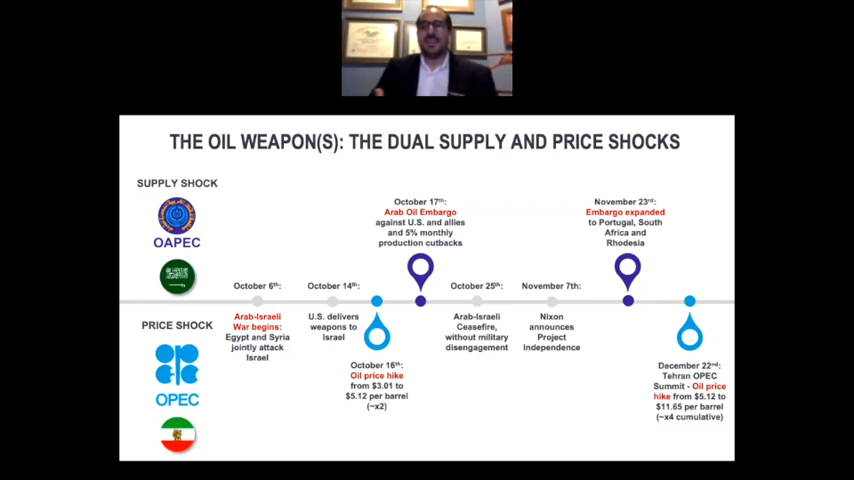 THE OIL WEAPON(S): THE DUAL SUPPLY AND PRICE SHOCKS
SUPPLY SHOCK
OAPEC
October 17th:
Arab Oil Embargo
against U.S. and allies
and 5% monthly
production cutbacks
November 23rd:
Embargo expanded
to Portugal, South
Africa and
Rhodesia
October 6th:
October 14th:
October 25th:
November 7th:
Arab-Israeli
War begins:
Egypt and Syria
jointly attack
Israel
U.S. delivers
weapons to
Israel
Arab-Israeli
Ceasefire,
without military
disengagement
Nixon
announces
Project
Independence
PRICE SHOCK
OPEC
October 16th:
Oil price hike
from $3.01 to
$5.12 per barrel
(~x2)
December 22nd:
Tehran OPEC
Summit - Oil price
hike from $5.12 to
$11.65 per barrel
(~x4 cumulative)